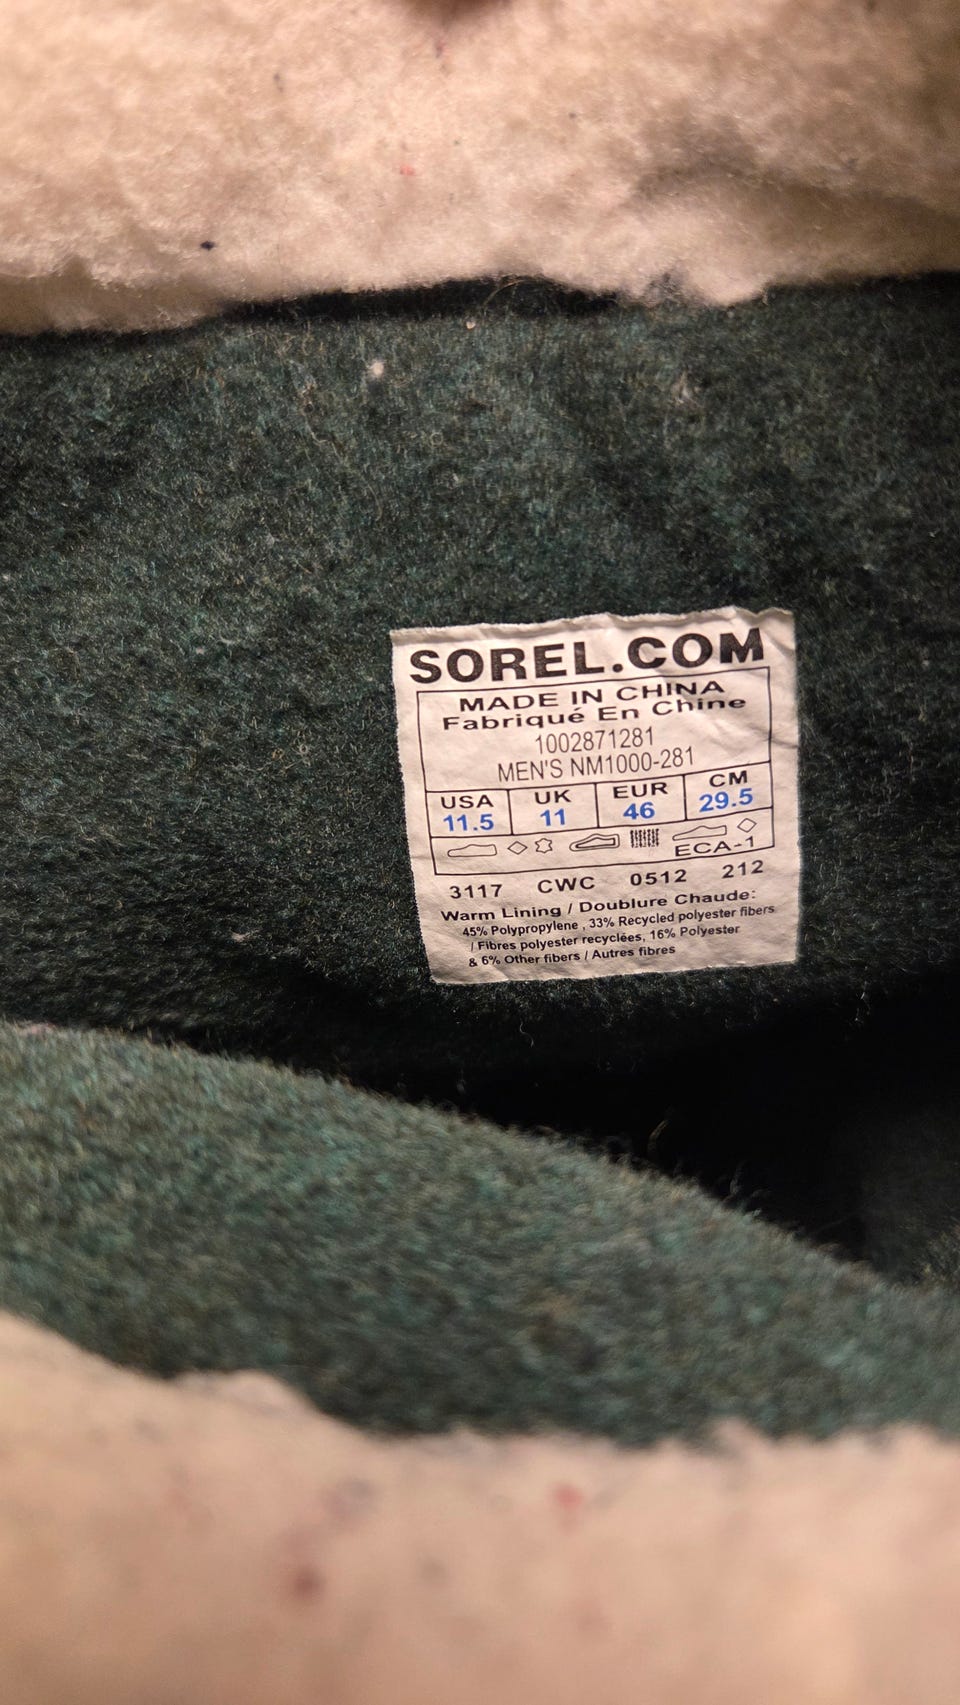 SOREL.COM
MADE IN CHINA
Fabriqué En Chine
1002871281
MEN'S NM1000-281
USA UK EUR CM
11.5 11 46 29.5
ECA-1
3117 CWC 0512 212
Warm Lining / Doublure Chaude:
45% Polypropylene , 33% Recycled polyester fibers
/ Fibres polyester recyclées, 16% Polyester
& 6% Other fibers / Autres fibres